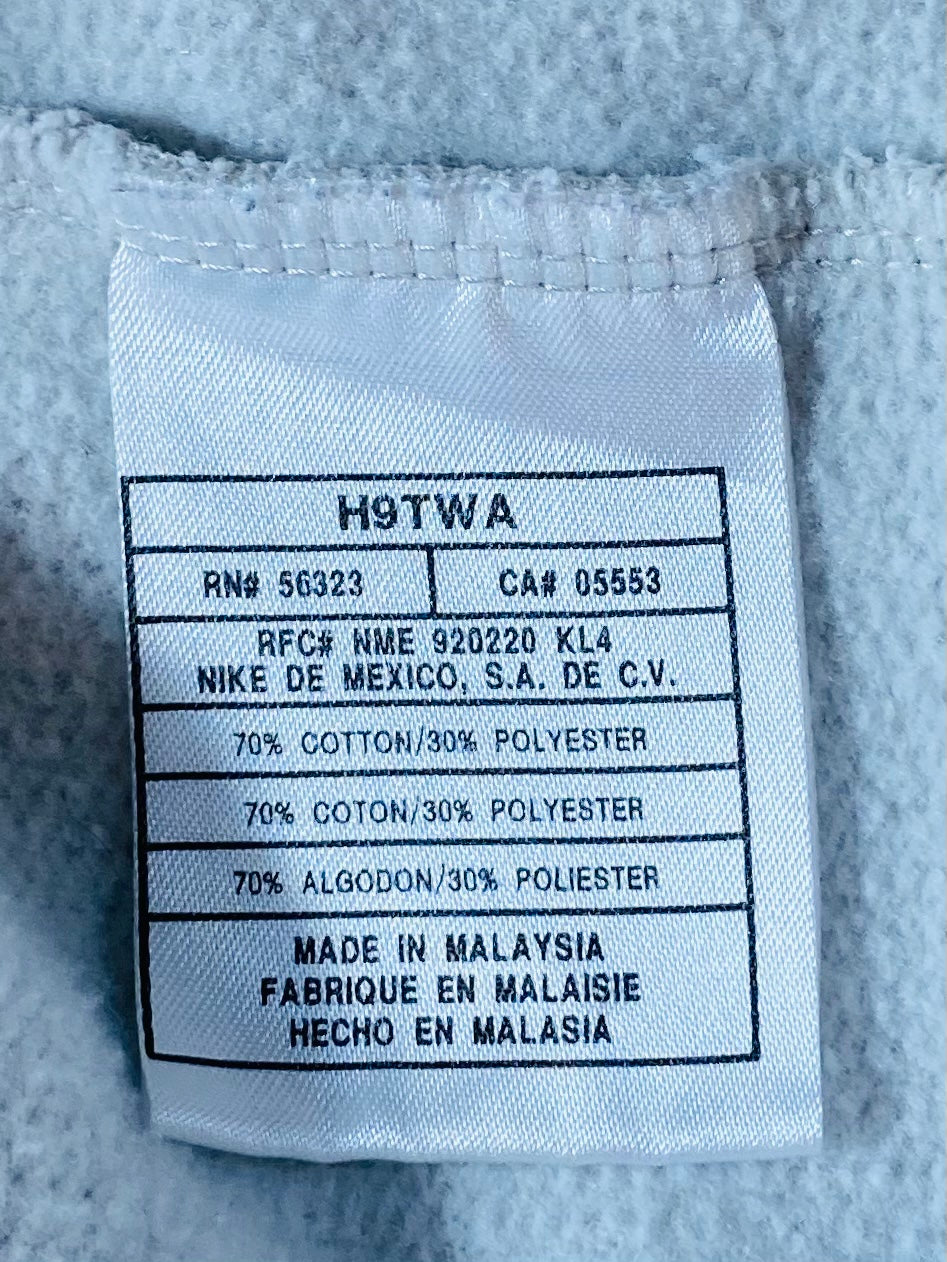 H9TWA
RN# 56323 CA# 05553
RFC# NME 920220 KL4
NIKE DE MEXICO, S.A. DE C.V.
70% COTTON/30% POLYESTER
70% COTON/30% POLYESTER
70% ALGODON/30% POLIESTER
MADE IN MALAYSIA
FABRIQUE EN MALAISIE
HECHO EN MALASIA